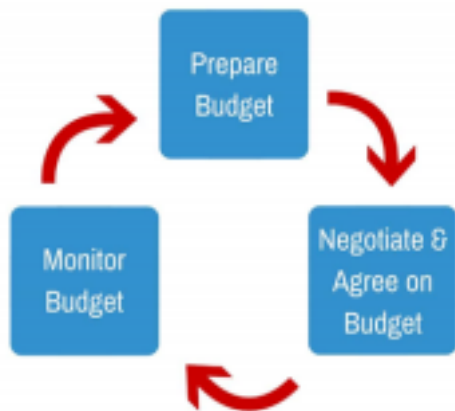 Prepare
Budget
Negotiate &
Agree on
Budget
Monitor
Budget